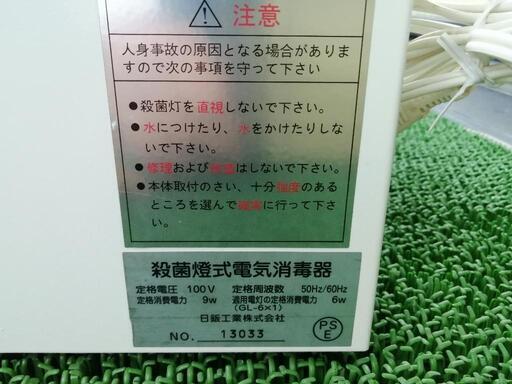 注意
人身事故の原因となる場合がありま
すので次の事項を守って下さい
●殺菌灯を直視しないで下さい。
●水につけたり、水をかけたりしな
いで下さい。
●修理および改造はしないで下さい。
●本体取付のさい、十分強度のある
ところを選んで確実に行って下さ
い。
殺菌燈式電気消毒器
定格電圧 100V 定格周波数 50Hz/60Hz
定格消費電力 9w 適用電灯の定格消費電力 6w
(GL-6×1)
日鈑工業株式会社
NO. 13033
PS
E